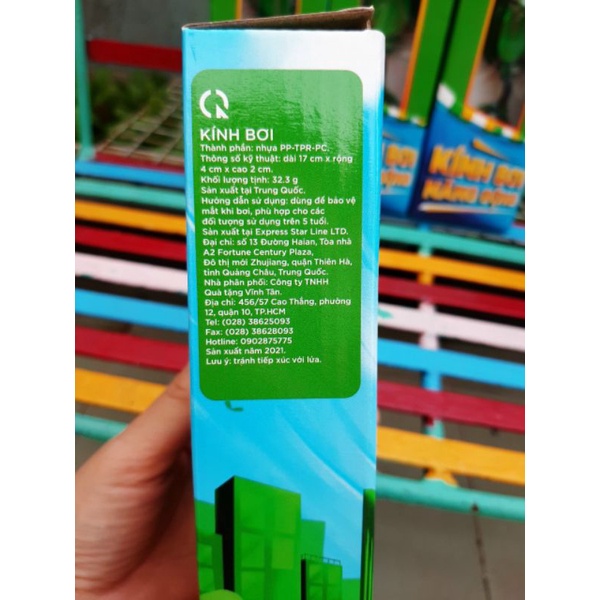 KÍNH BƠI
Thành phần: nhựa PP-TPR-PC.
Thông số kỹ thuật: dài 17 cm x rộng
4 cm x cao 2 cm.
Khối lượng tịnh: 32.3 g
Sản xuất tại Trung Quốc.
Hướng dẫn sử dụng: dùng để bảo vệ
mắt khi bơi, phù hợp cho các
đối tượng sử dụng trên 5 tuổi.
Sản xuất tại Express Star Line LTD.
Đại chỉ: số 13 Đường Haian, Tòa nhà
A2 Fortune Century Plaza,
Đô thị mới Zhujiang, quận Thiên Hà,
tỉnh Quảng Châu, Trung Quốc.
Nhà phân phối: Công ty TNHH
Quà tặng Vĩnh Tân.
Địa chỉ: 456/57 Cao Thắng, phường
12, quận 10, TP.HCM
Tel: (028) 38625093
Fax: (028) 38628093
Hotline: 0902875775
Sản xuất năm 2021.
Lưu ý: tránh tiếp xúc với lửa.
KÍNH BƠI